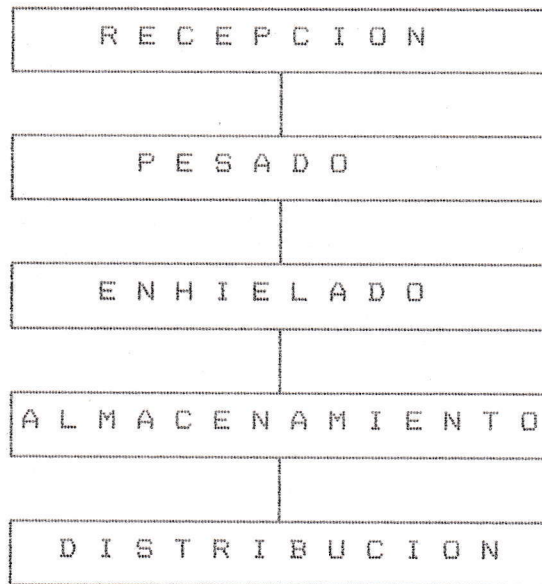 RECEPCION
PESADO
ENHIELADO
ALMACENAMIENTO
DISTRIBUCION